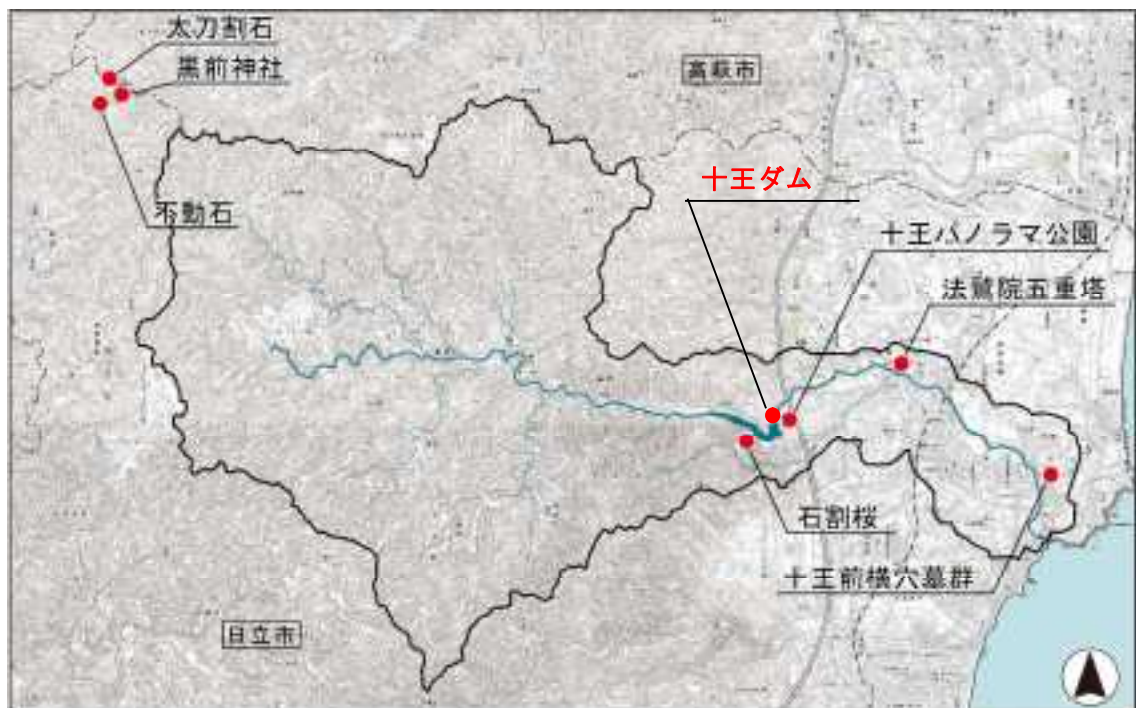 太刀割石
黒前神社
高萩市
十王ダム
不動石
十王パノラマ公園
法鷲院五重塔
石割桜
十王前横穴墓群
日立市